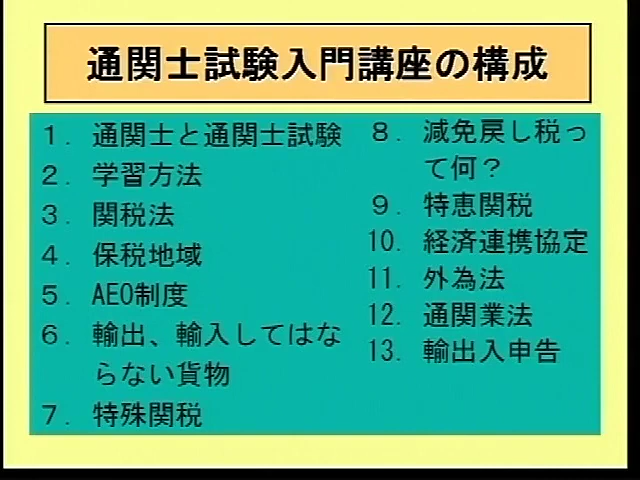 通関士試験入門講座の構成
１．通関士と通関士試験
２．学習方法
３．関税法
４．保税地域
５．AEO制度
６．輸出、輸入してはな
らない貨物
７．特殊関税
８．減免戻し税っ
て何？
９．特恵関税
10．経済連携協定
11．外為法
12．通関業法
13．輸出入申告